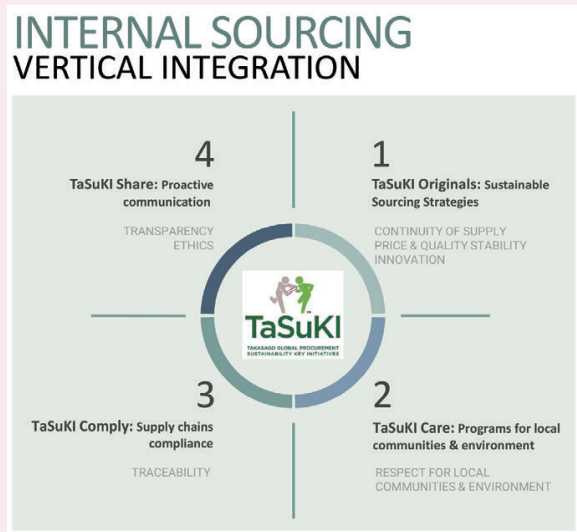 INTERNAL SOURCING
VERTICAL INTEGRATION
4
TaSuKI Share: Proactive
communication
TRANSPARENCY
ETHICS
1
TaSuKI Originals: Sustainable
Sourcing Strategies
CONTINUITY OF SUPPLY
PRICE & QUALITY STABILITY
INNOVATION
TaSuKI
TM
TAKASAGO GLOBAL PROCUREMENT
SUSTAINABILITY KEY INITIATIVES
3
TaSuKI Comply: Supply chains
compliance
TRACEABILITY
2
TaSuKI Care: Programs for local
communities & environment
RESPECT FOR LOCAL
COMMUNITIES & ENVIRONMENT